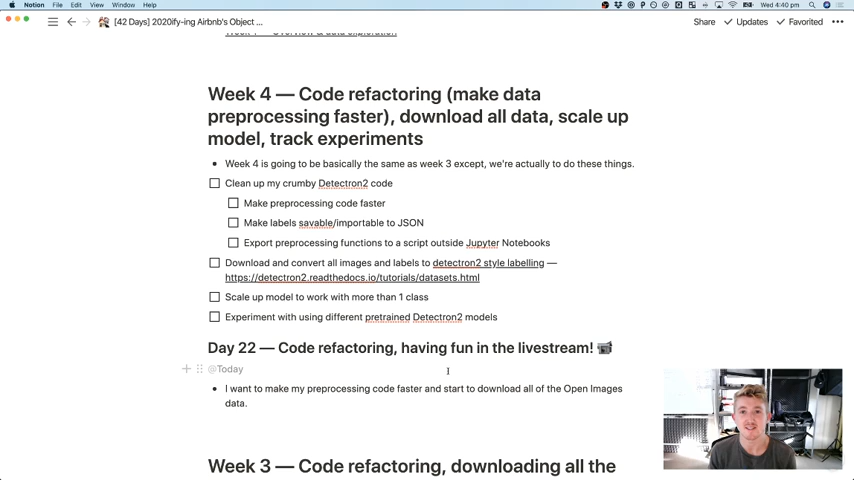 Notion File Edit View Window Help
Wed 4:40 pm
[42 Days] 2020ify-ing Airbnb's Object ...
Share Updates Favorited
Week 4 — Code refactoring (make data
preprocessing faster), download all data, scale up
model, track experiments
Week 4 is going to be basically the same as week 3 except, we're actually to do these things.
Clean up my crumby Detectron2 code
Make preprocessing code faster
Make labels savable/importable to JSON
Export preprocessing functions to a script outside Jupyter Notebooks
Download and convert all images and labels to detectron2 style labelling —
https://detectron2.readthedocs.io/tutorials/datasets.html
Scale up model to work with more than 1 class
Experiment with using different pretrained Detectron2 models
Day 22 — Code refactoring, having fun in the livestream!
@Today
I want to make my preprocessing code faster and start to download all of the Open Images
data.
Week 3 — Code refactoring, downloading all the